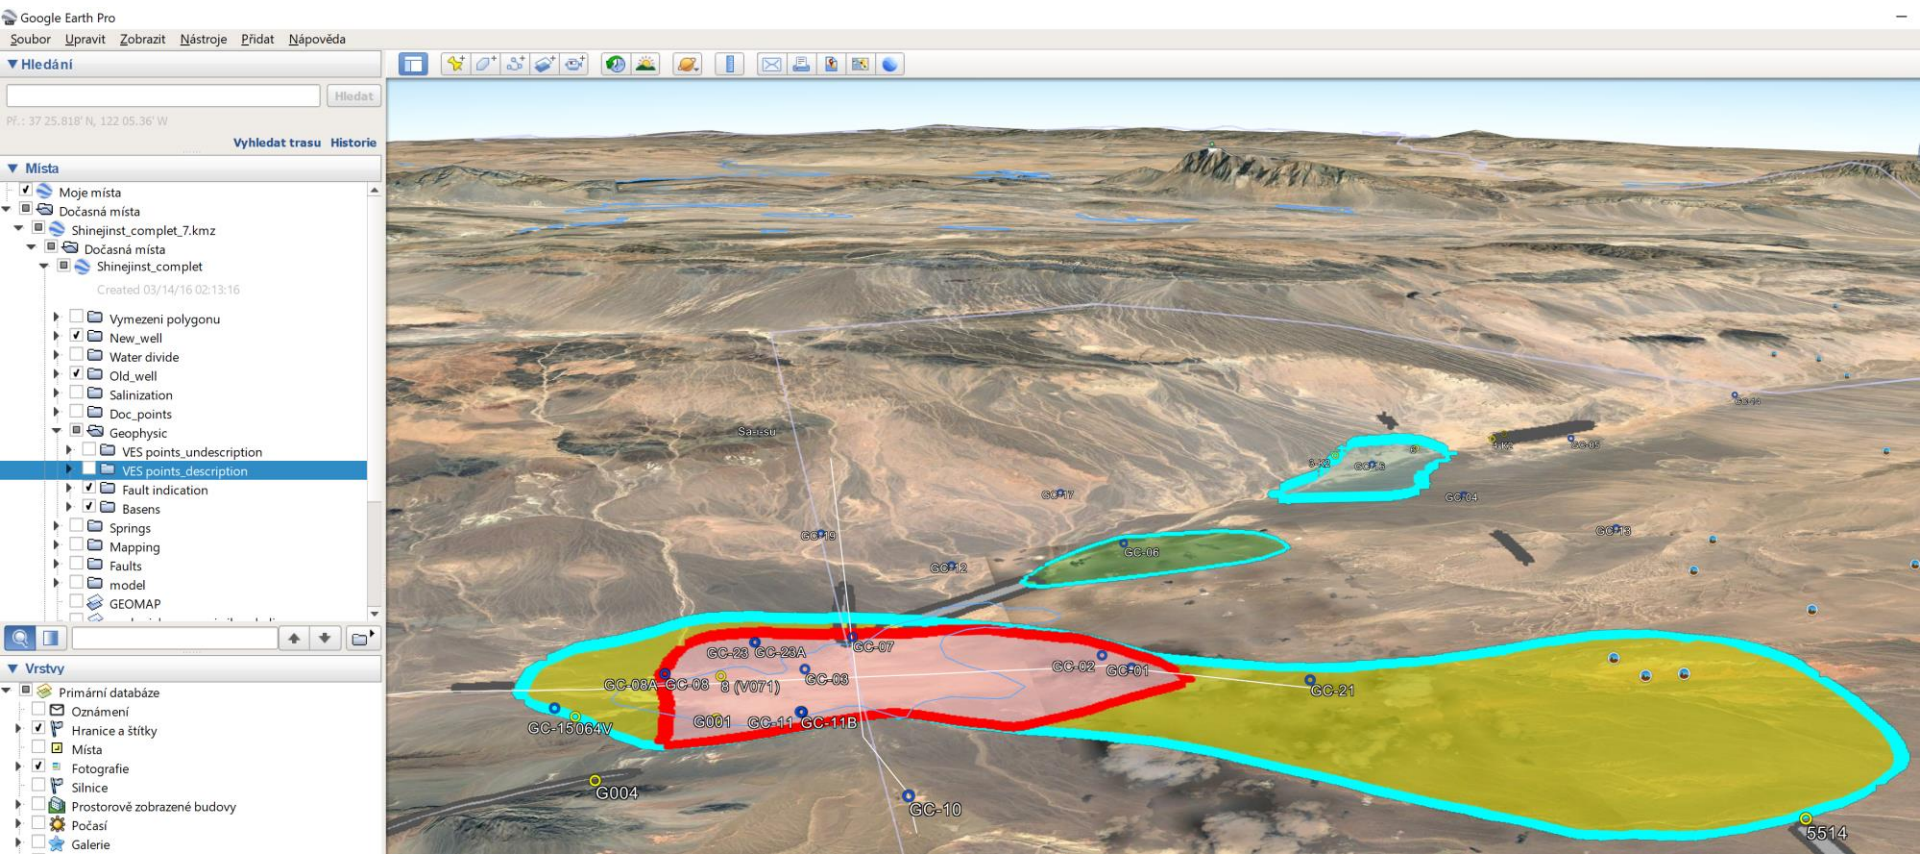 Google Earth Pro
Soubor Upravit Zobrazit Nástroje Přidat Nápověda
Hledání
Hledat
Př.: 37 25.818' N, 122 05.36' W
Vyhledat trasu Historie
Místa
Moje místa
Dočasná místa
Shinejinst_complet_7.kmz
Dočasná místa
Shinejinst_complet
Created 03/14/16 02:13:16
Vymezeni polygonu
New_well
Water divide
Old_well
Salinization
Doc_points
Geophysic
VES points_undescription
VES points_description
Fault indication
Basens
Springs
Mapping
Faults
model
GEOMAP
Vrstvy
Primární databáze
Oznámení
Hranice a štítky
Místa
Fotografie
Silnice
Prostorově zobrazené budovy
Počasí
Galerie
Sa-i-su
GC-05
GC-04
GC-17
GC-13
GC-19
GC-06
GC-12
GC-07
GC-23 GC-23A
GC-02 GC-01
GC-08A GC-08 8 (V071) GC-03
GC-21
GC-15 064V G001 GC-11 GC-11B
G004
GC-10
5514